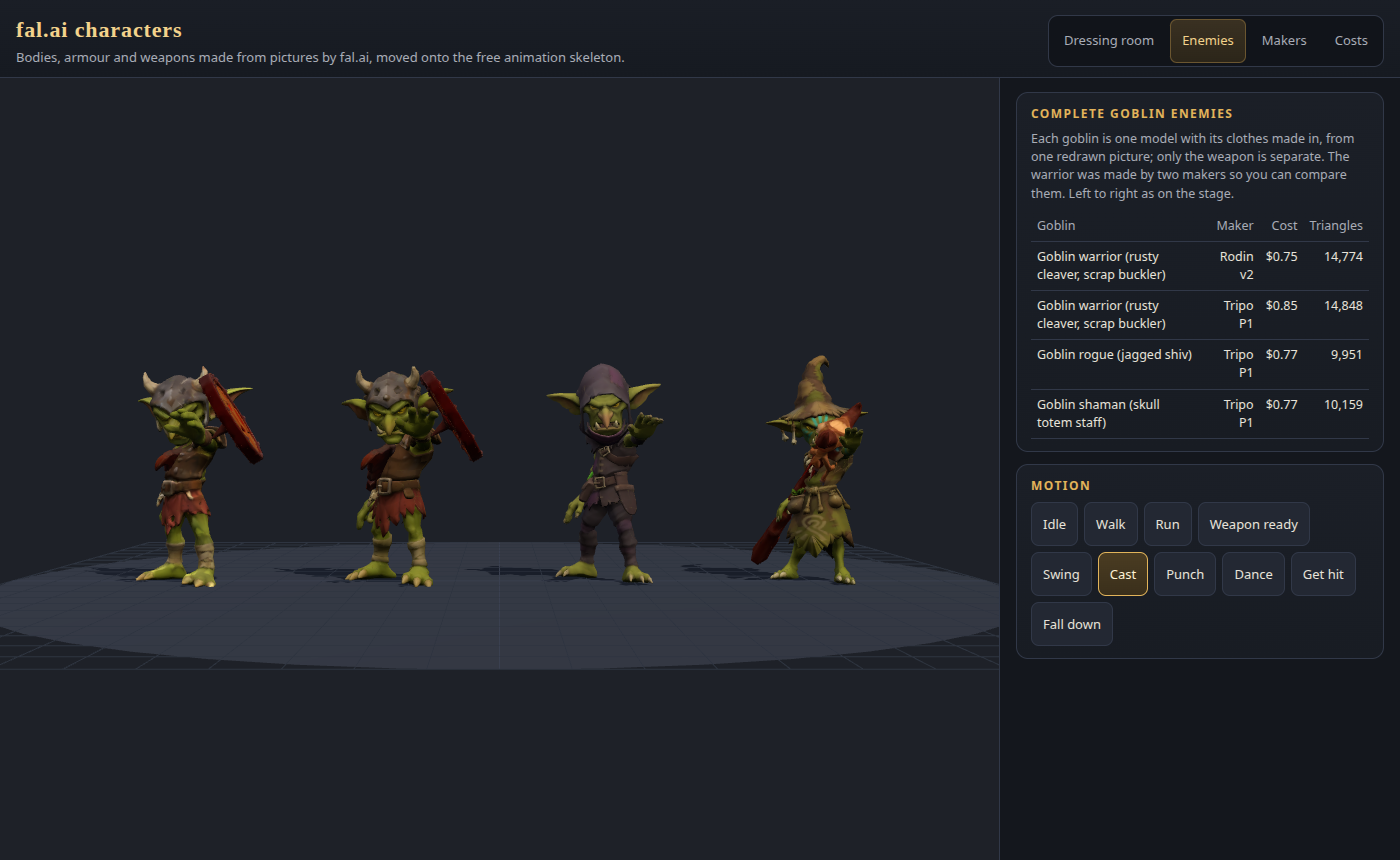 fal.ai characters
Bodies, armour and weapons made from pictures by fal.ai, moved onto the free animation skeleton.
Dressing room Enemies Makers Costs
COMPLETE GOBLIN ENEMIES
Each goblin is one model with its clothes made in, from
one redrawn picture; only the weapon is separate. The
warrior was made by two makers so you can compare
them. Left to right as on the stage.
Goblin Maker Cost Triangles
Goblin warrior (rusty Rodin $0.75 14,774
cleaver, scrap buckler) v2
Goblin warrior (rusty Tripo $0.85 14,848
cleaver, scrap buckler) P1
Goblin rogue (jagged shiv) Tripo $0.77 9,951
P1
Goblin shaman (skull Tripo $0.77 10,159
totem staff) P1
MOTION
Idle Walk Run Weapon ready
Swing Cast Punch Dance Get hit
Fall down